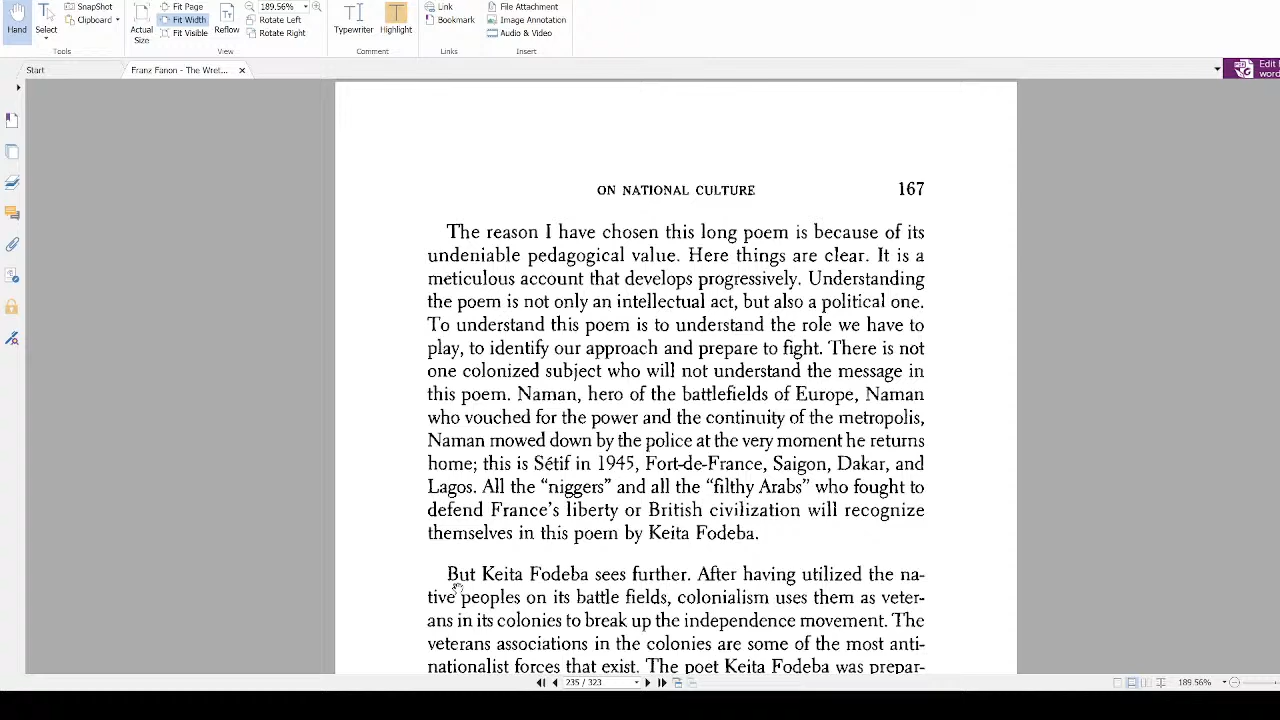 Hand
Select
SnapShot
Clipboard
Tools
Actual
Size
Fit Page
Fit Width
Fit Visible
Reflow
189.56%
Rotate Left
Rotate Right
View
Typewriter
Highlight
Comment
Link
Bookmark
Links
File Attachment
Image Annotation
Audio & Video
Insert
Start
Franz Fanon - The Wret...
Edit
word
ON NATIONAL CULTURE 167
The reason I have chosen this long poem is because of its
undeniable pedagogical value. Here things are clear. It is a
meticulous account that develops progressively. Understanding
the poem is not only an intellectual act, but also a political one.
To understand this poem is to understand the role we have to
play, to identify our approach and prepare to fight. There is not
one colonized subject who will not understand the message in
this poem. Naman, hero of the battlefields of Europe, Naman
who vouched for the power and the continuity of the metropolis,
Naman mowed down by the police at the very moment he returns
home; this is Sétif in 1945, Fort-de-France, Saigon, Dakar, and
Lagos. All the “niggers” and all the “filthy Arabs” who fought to
defend France’s liberty or British civilization will recognize
themselves in this poem by Keita Fodeba.
But Keita Fodeba sees further. After having utilized the na-
tive peoples on its battle fields, colonialism uses them as veter-
ans in its colonies to break up the independence movement. The
veterans associations in the colonies are some of the most anti-
nationalist forces that exist. The poet Keita Fodeba was prepar-
235 / 323
189.56%